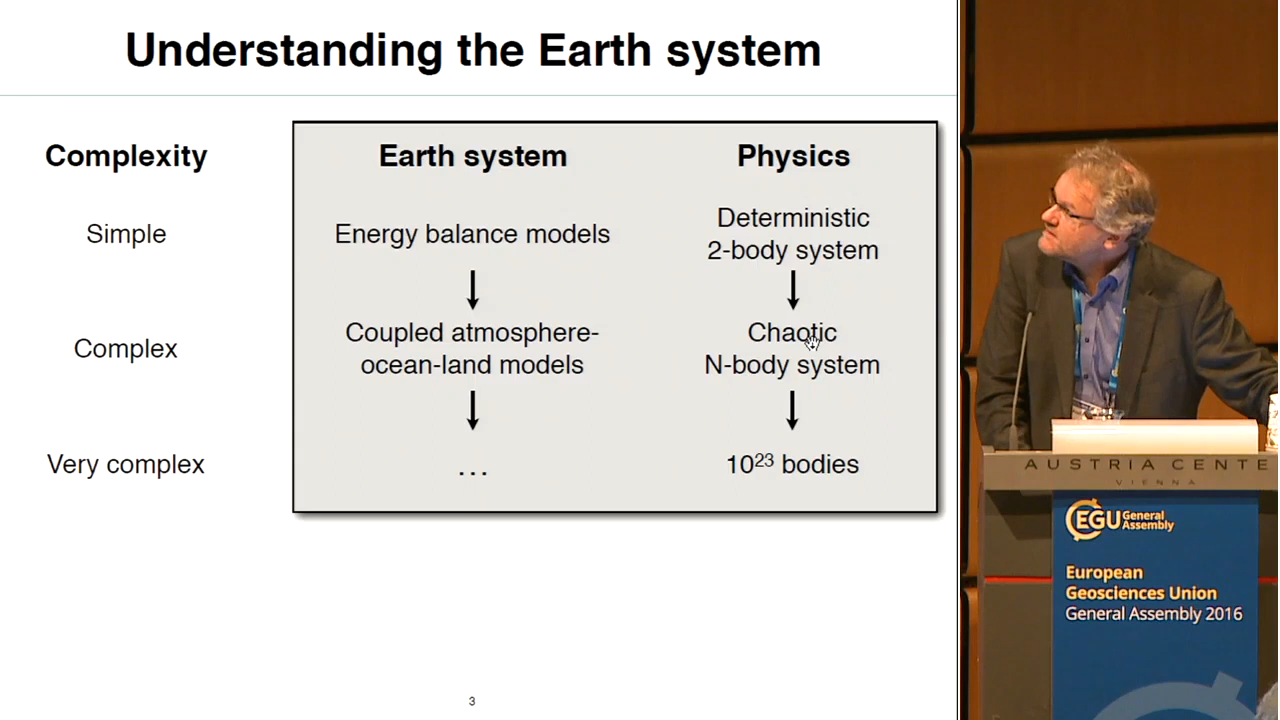 Understanding the Earth system
Complexity
Earth system
Physics
Simple
Energy balance models
Deterministic
2-body system
Complex
Coupled atmosphere-
ocean-land models
Chaotic
N-body system
Very complex
...
10²³ bodies
3
AUSTRIA CENTE
VIENNA
EGU General
Assembly
European
Geosciences Union
General Assembly 2016